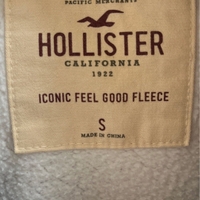 PACIFIC MERCHANTS
HOLLISTER
CALIFORNIA
1922
ICONIC FEEL GOOD FLEECE
S
MADE IN CHINA